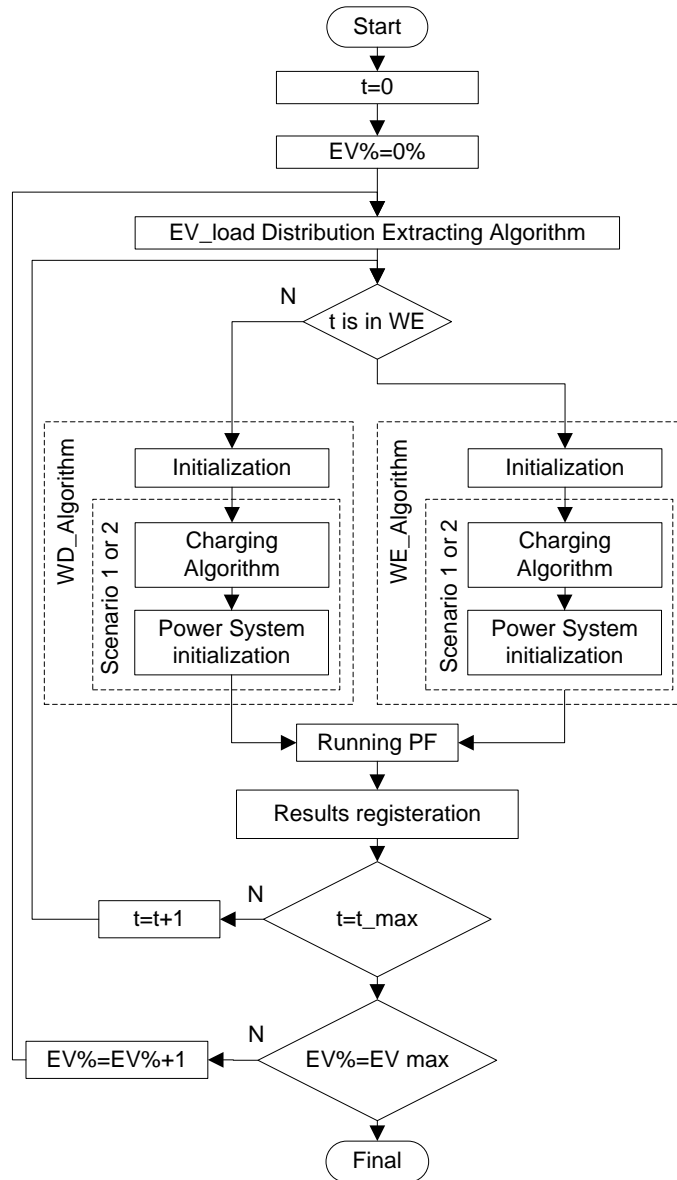 Start
t=0
EV%=0%
EV_load Distribution Extracting Algorithm
N
t is in WE
WD_Algorithm
Initialization
Scenario 1 or 2
Charging
Algorithm
Power System
initialization
WE_Algorithm
Initialization
Scenario 1 or 2
Charging
Algorithm
Power System
initialization
Running PF
Results registeration
N
t=t+1
t=t_max
N
EV%=EV%+1
EV%=EV max
Final